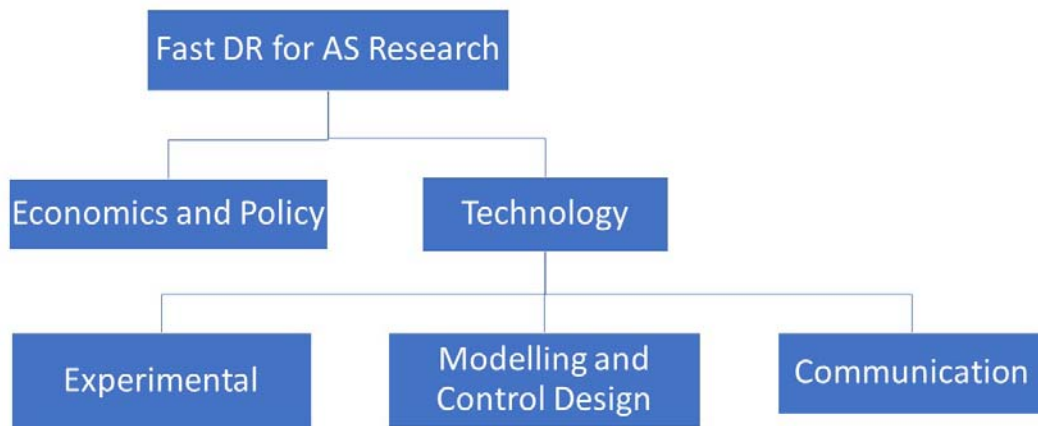 Fast DR for AS Research
Economics and Policy
Technology
Experimental
Modelling and
Control Design
Communication